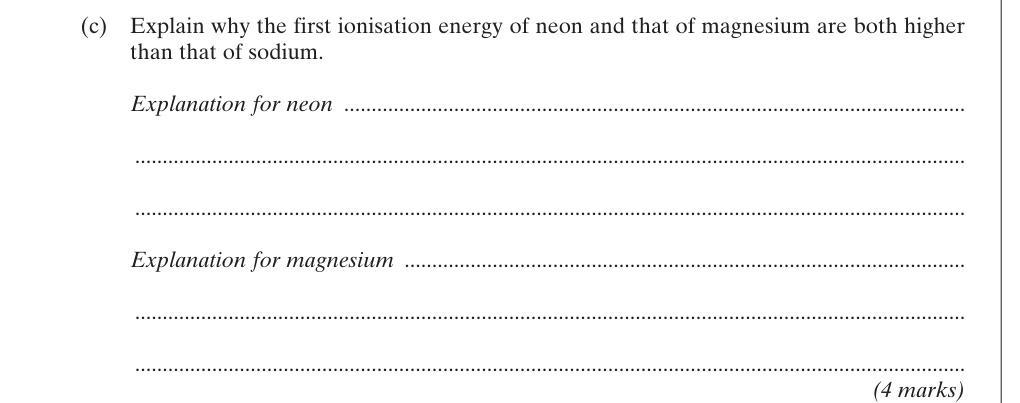 (c) Explain why the first ionisation energy of neon and that of magnesium are both higher
than that of sodium.
Explanation for neon ....................................................................................................................
...........................................................................................................................................................
...........................................................................................................................................................
Explanation for magnesium ........................................................................................................
...........................................................................................................................................................
...........................................................................................................................................................
(4 marks)